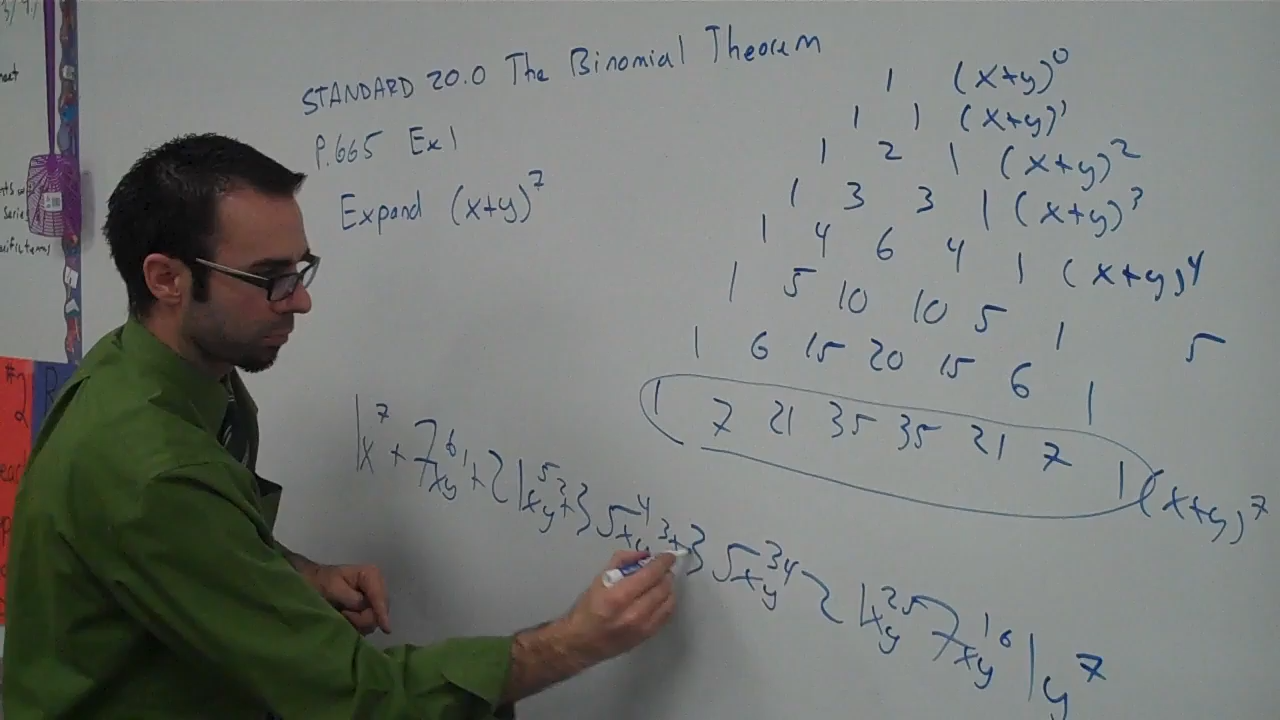 STANDARD 20.0 The Binomial Theorem
P.665 Ex1
Expand (x+y)^7
1 (x+y)^0
1 1 (x+y)^1
1 2 1 (x+y)^2
1 3 3 1 (x+y)^3
1 4 6 4 1 (x+y)^4
1 5 10 10 5 1 5
1 6 15 20 15 6 1
1 7 21 35 35 21 7 1 (x+y)^7
1x^7 + 7x^6y^1 + 21x^5y^2 + 35x^4y^3 + 35x^3y^4 21x^2y^5 7x^1y^6 1y^7
#2